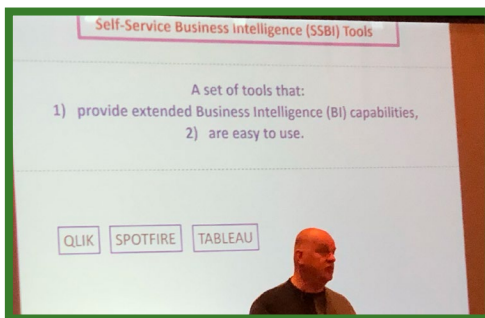 Self-Service Business Intelligence (SSBI) Tools
A set of tools that:
1) provide extended Business Intelligence (BI) capabilities,
2) are easy to use.
QLIK SPOTFIRE TABLEAU